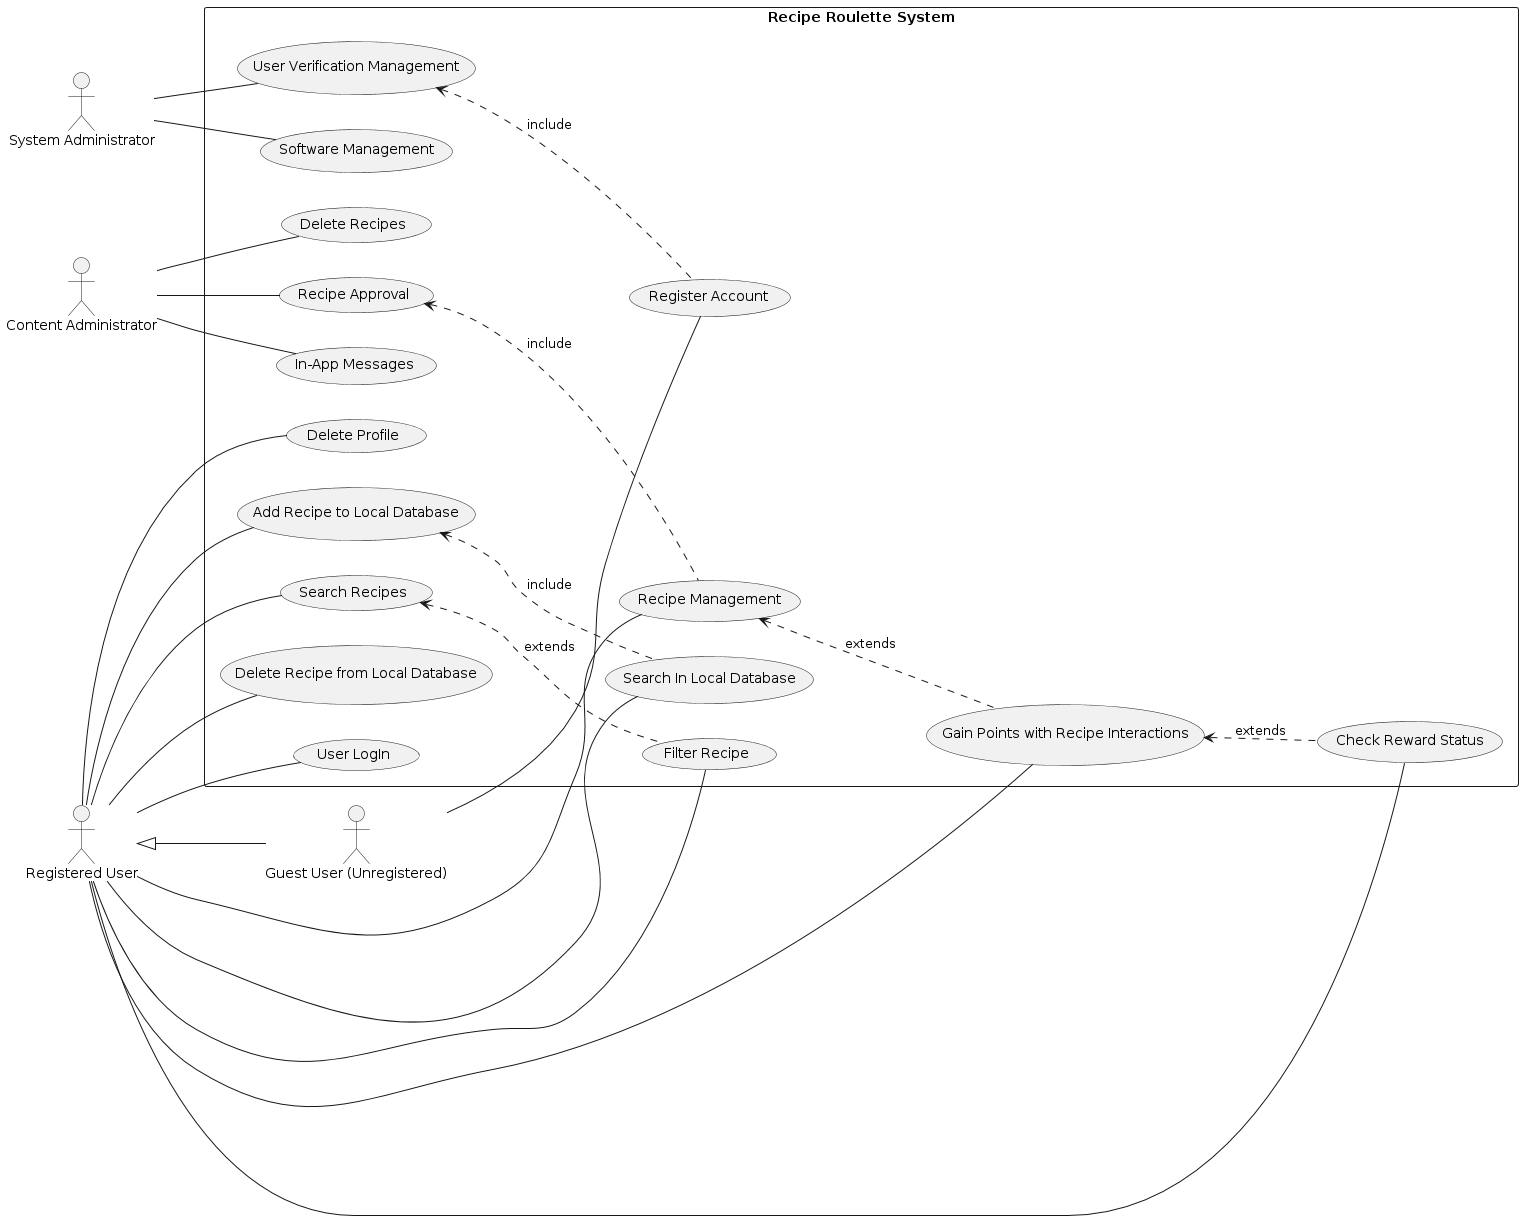 Recipe Roulette System
User Verification Management
System Administrator
include
Software Management
Delete Recipes
Recipe Approval
Register Account
Content Administrator
include
In-App Messages
Delete Profile
Add Recipe to Local Database
include
Search Recipes
Recipe Management
extends
extends
Delete Recipe from Local Database
Search In Local Database
Gain Points with Recipe Interactions
extends
Check Reward Status
User LogIn
Filter Recipe
Registered User
Guest User (Unregistered)